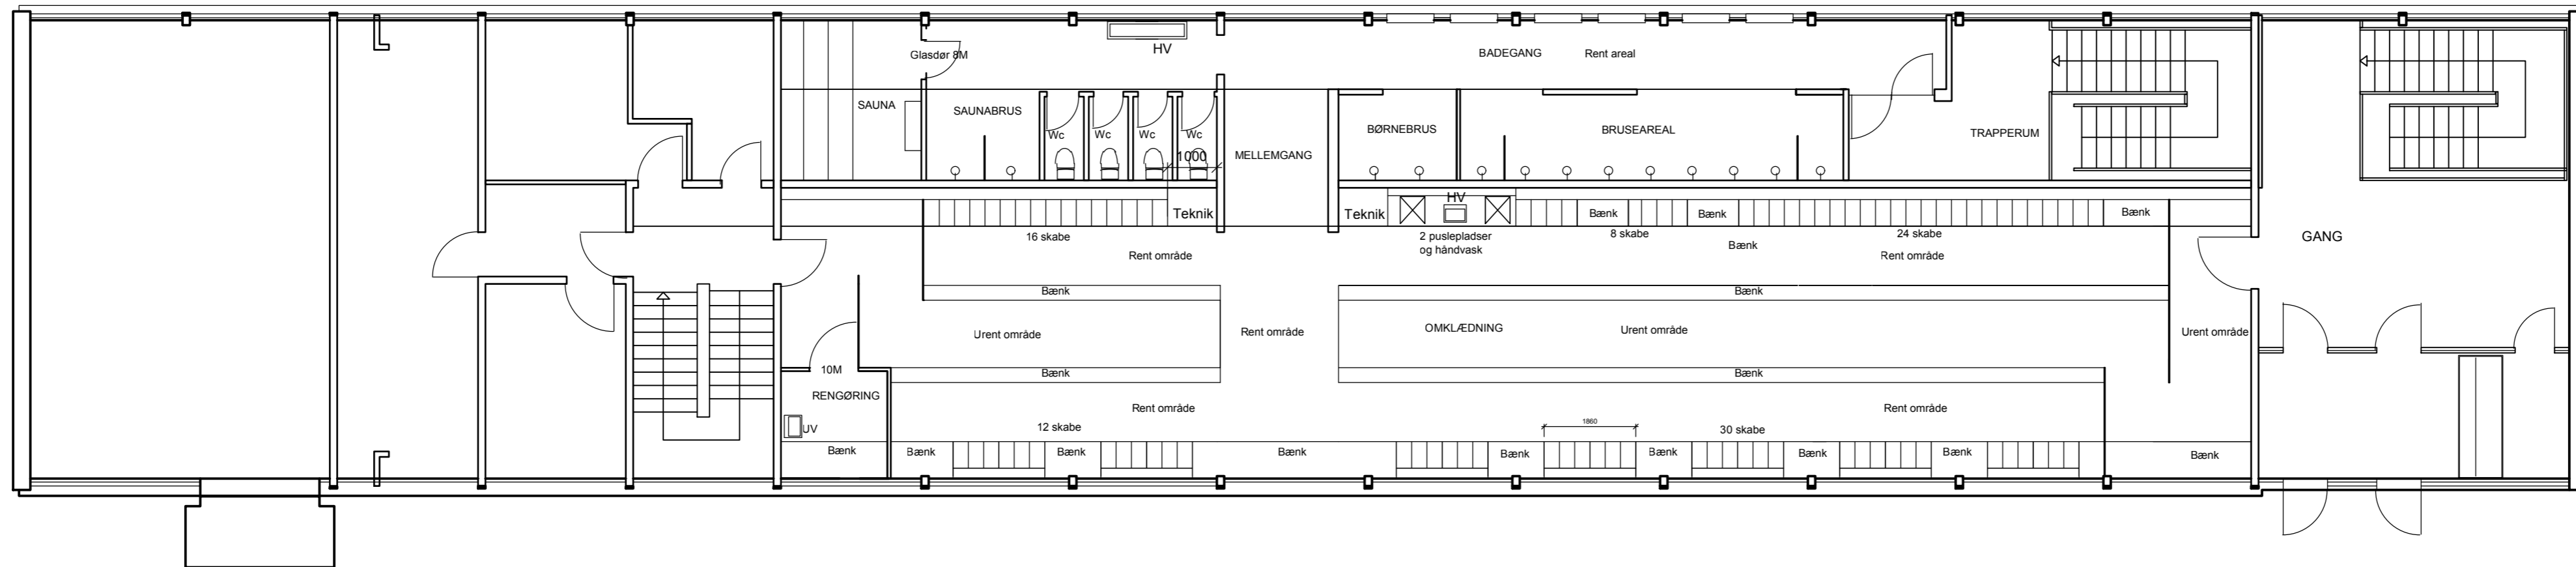 HV
BADEGANG
Rent areal
Glasdør 8M
SAUNA
SAUNABRUS
BØRNEBRUS
BRUSEAREAL
TRAPPERUM
Wc
Wc
Wc
Wc
1000
MELLEMGANG
HV
Teknik
Teknik
Bænk
Bænk
Bænk
16 skabe
2 puslepladser
og håndvask
8 skabe
24 skabe
GANG
Bænk
Rent område
Rent område
Bænk
Bænk
Urent område
Rent område
OMKLÆDNING
Urent område
Urent område
10M
Bænk
Bænk
RENGØRING
Rent område
Rent område
UV
12 skabe
1860
30 skabe
Bænk
Bænk
Bænk
Bænk
Bænk
Bænk
Bænk
Bænk
Bænk